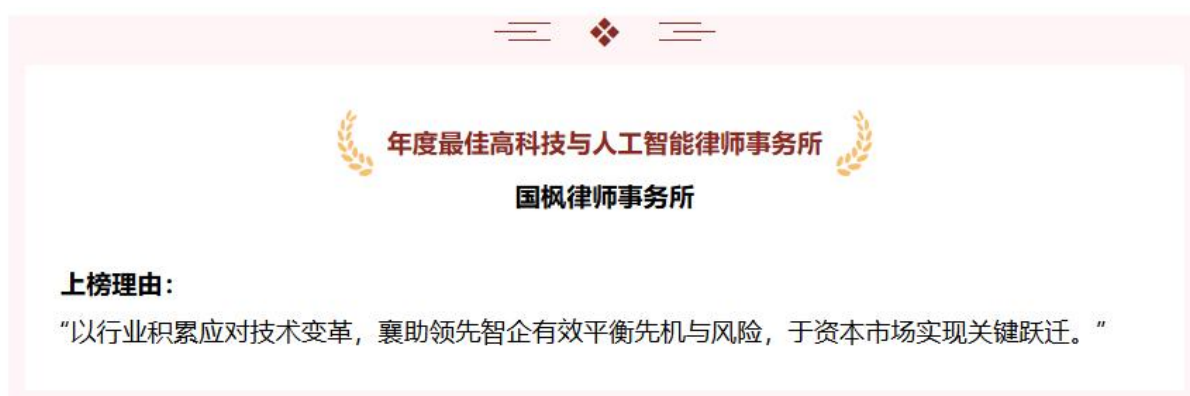 年度最佳高科技与人工智能律师事务所
国枫律师事务所
上榜理由：
“以行业积累应对技术变革，襄助领先智企有效平衡先机与风险，于资本市场实现关键跃迁。”